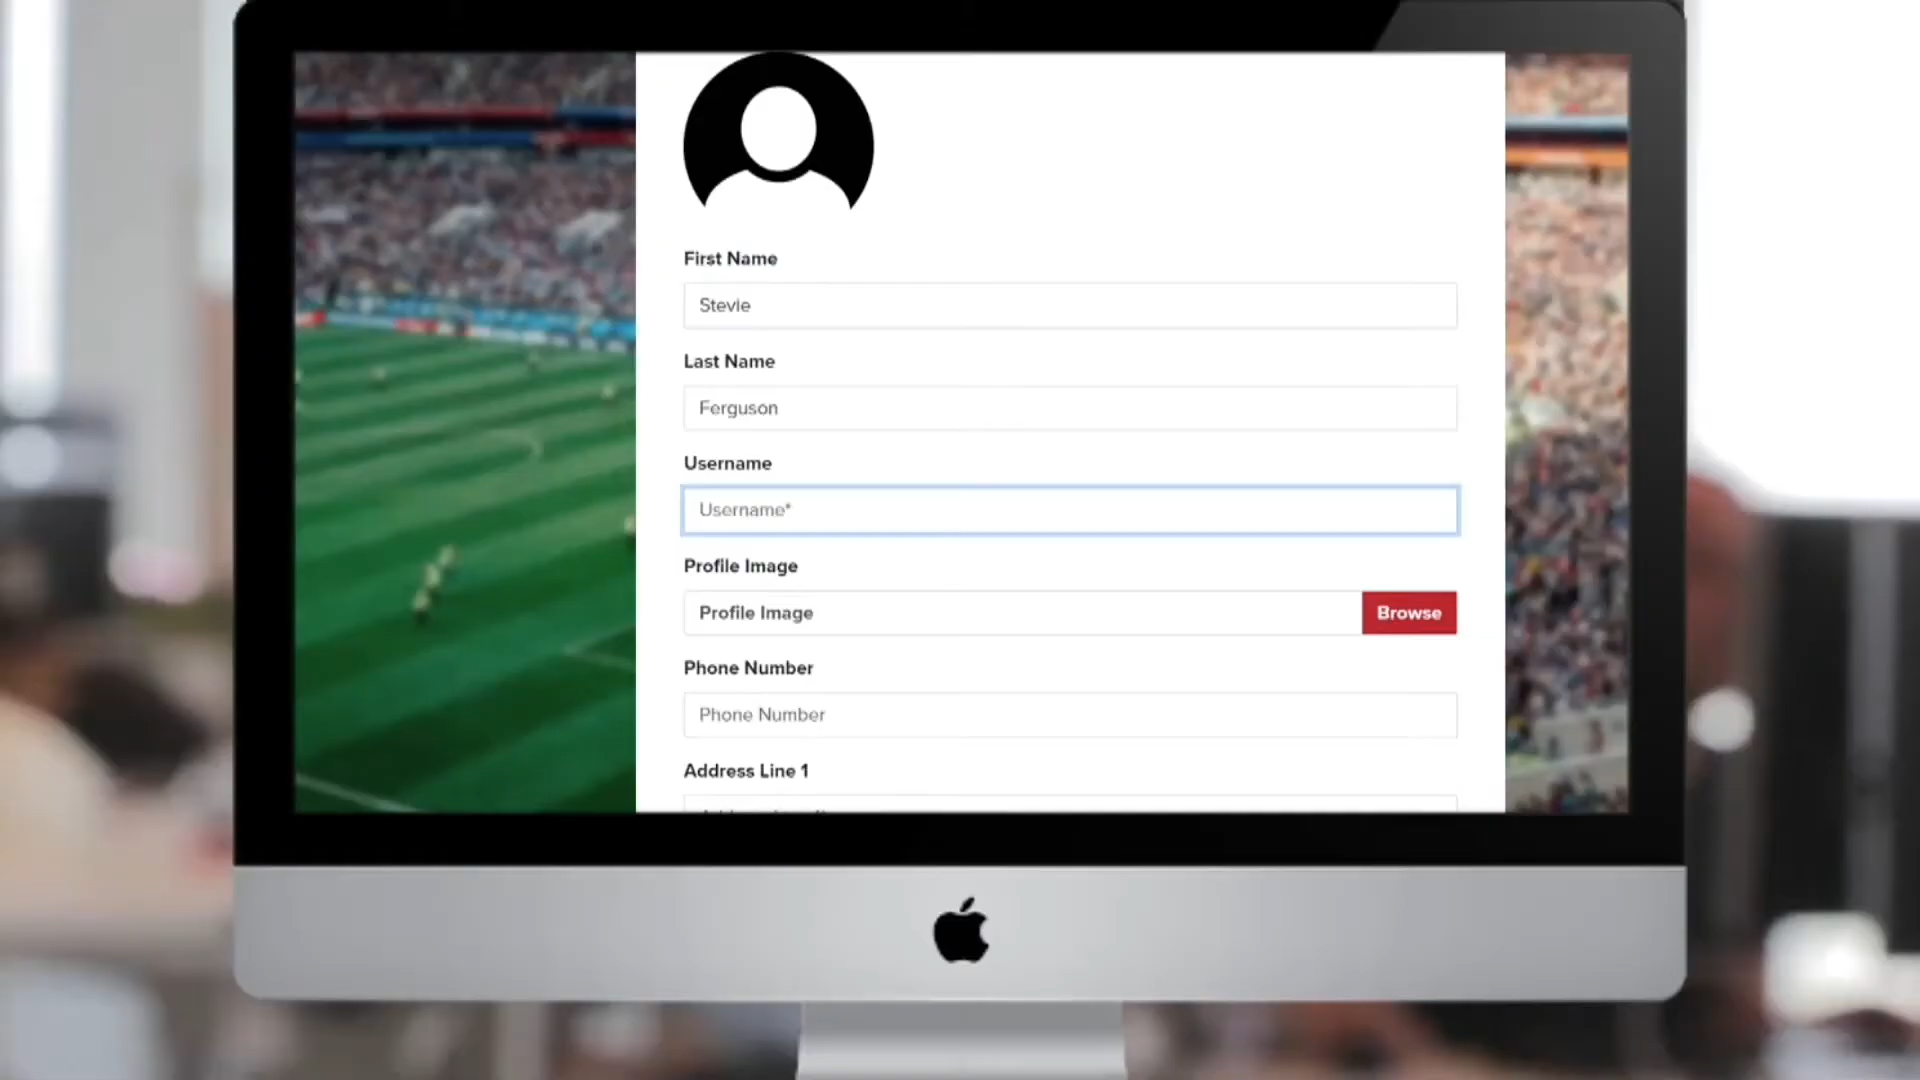 First Name
Stevie
Last Name
Ferguson
Username
Username*
Profile Image
Profile Image
Browse
Phone Number
Phone Number
Address Line 1